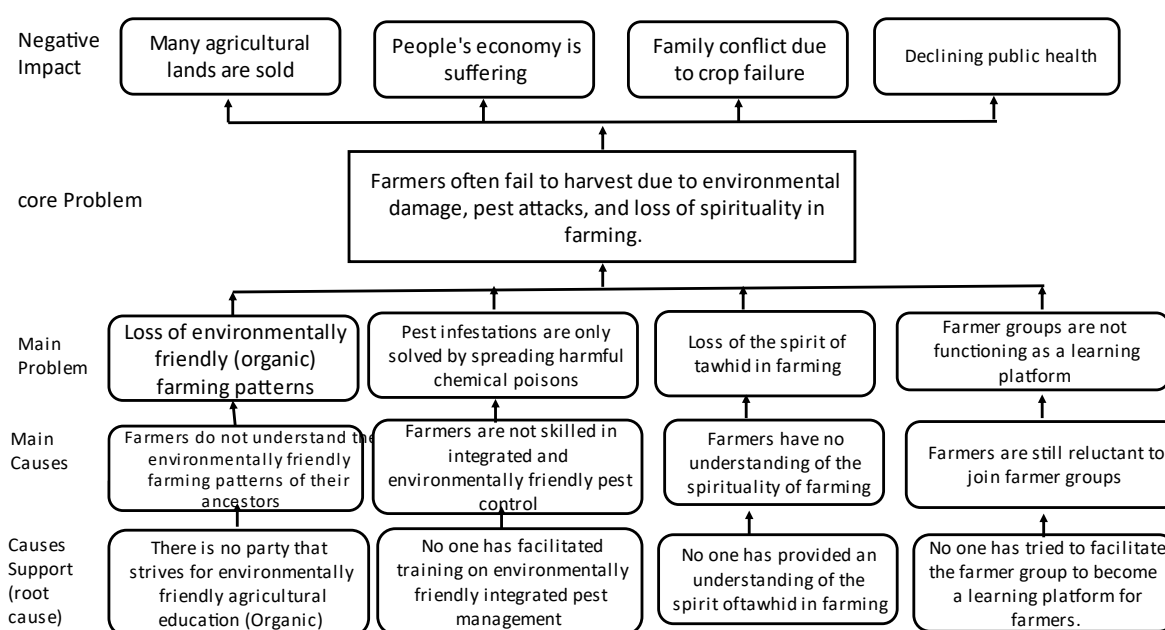 Negative
Impact
Many agricultural
lands are sold
People's economy is
suffering
Family conflict due
to crop failure
Declining public health
core Problem
Farmers often fail to harvest due to environmental
damage, pest attacks, and loss of spirituality in
farming.
Main
Problem
Loss of environmentally
friendly (organic)
farming patterns
Pest infestations are only
solved by spreading harmful
chemical poisons
Loss of the spirit of
tawhid in farming
Farmer groups are not
functioning as a learning
platform
Main
Causes
Farmers do not understand the
environmentally friendly
farming patterns of their
ancestors
Farmers are not skilled in
integrated and
environmentally friendly pest
control
Farmers have no
understanding of the
spirituality of farming
Farmers are still reluctant to
join farmer groups
Causes
Support
(root
cause)
There is no party that
strives for environmentally
friendly agricultural
education (Organic)
No one has facilitated
training on environmentally
friendly integrated pest
management
No one has provided an
understanding of the
spirit oftawhid in farming
No one has tried to facilitate
the farmer group to become
a learning platform for
farmers.